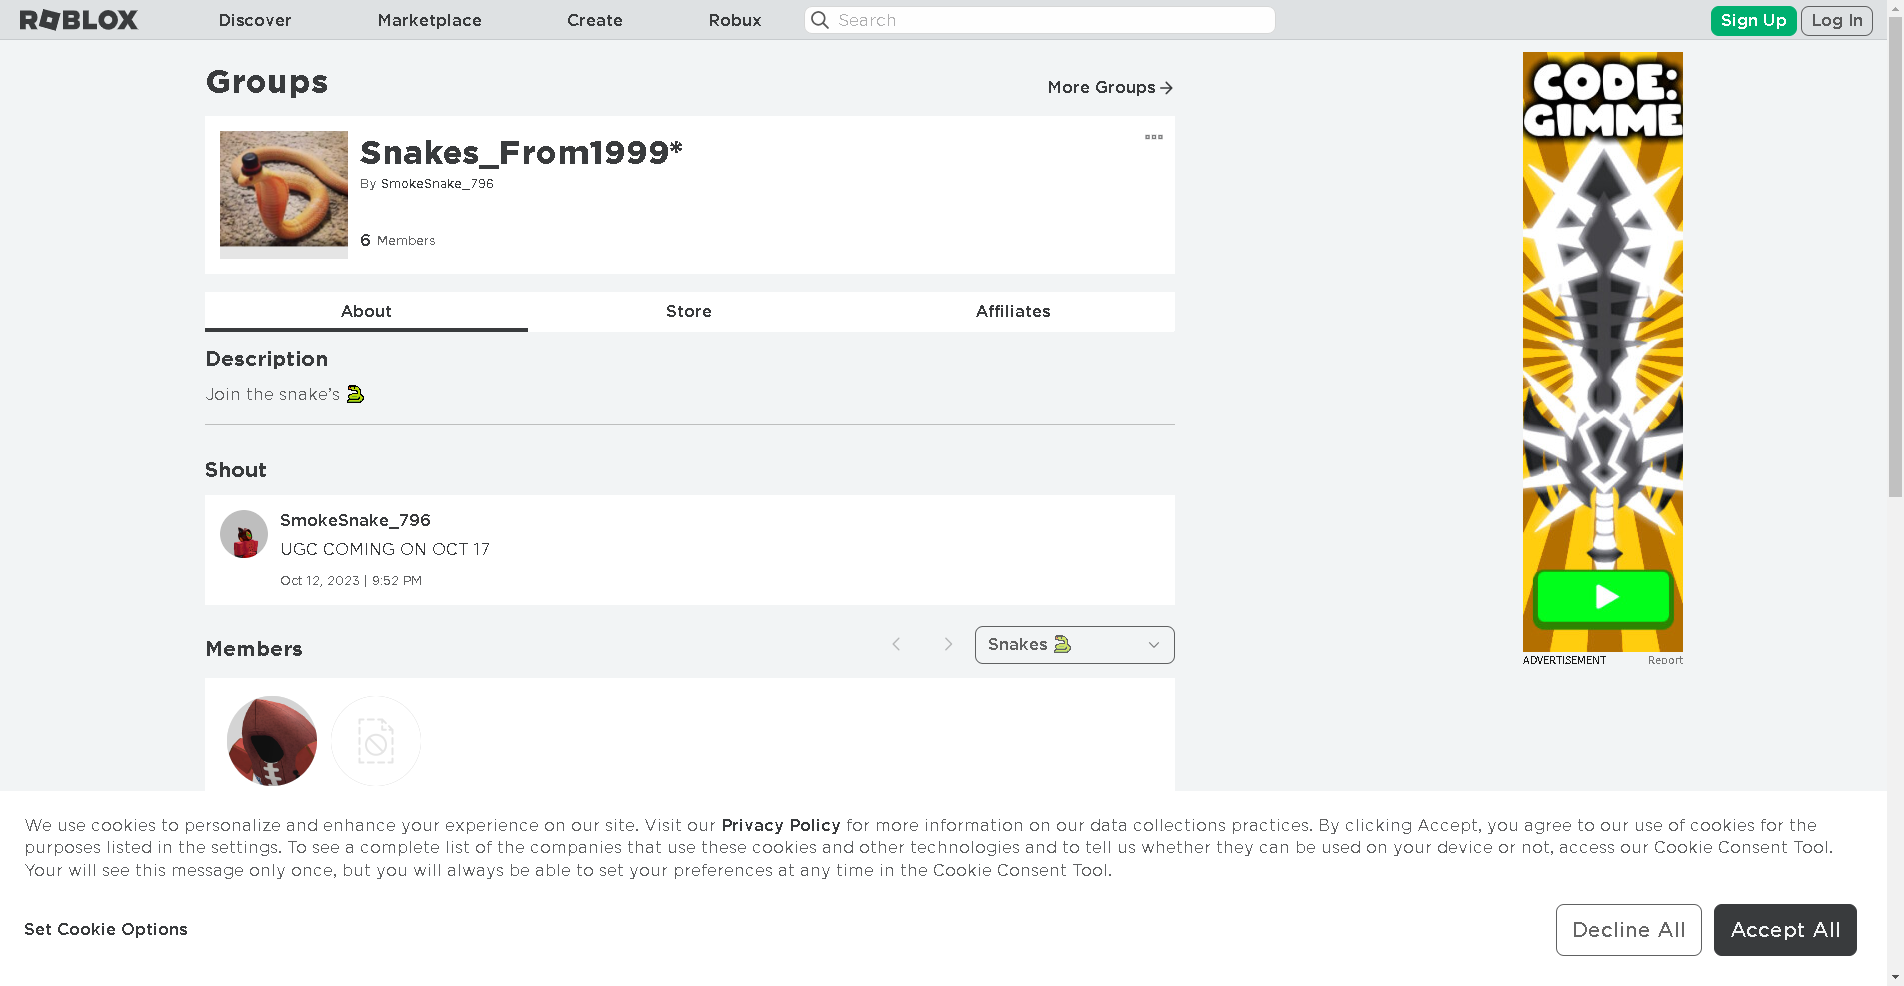 ROBLOX
Discover
Marketplace
Create
Robux
Search
Sign Up
Log In
Groups
More Groups
Snakes_From1999*
By SmokeSnake_796
6 Members
About
Store
Affiliates
Description
Join the snake’s 🐍
Shout
SmokeSnake_796
UGC COMING ON OCT 17
Oct 12, 2023 | 9:52 PM
Members
Snakes 🐍
CODE:
GIMME
ADVERTISEMENT
Report
We use cookies to personalize and enhance your experience on our site. Visit our Privacy Policy for more information on our data collections practices. By clicking Accept, you agree to our use of cookies for the
purposes listed in the settings. To see a complete list of the companies that use these cookies and other technologies and to tell us whether they can be used on your device or not, access our Cookie Consent Tool.
Your will see this message only once, but you will always be able to set your preferences at any time in the Cookie Consent Tool.
Set Cookie Options
Decline All
Accept All